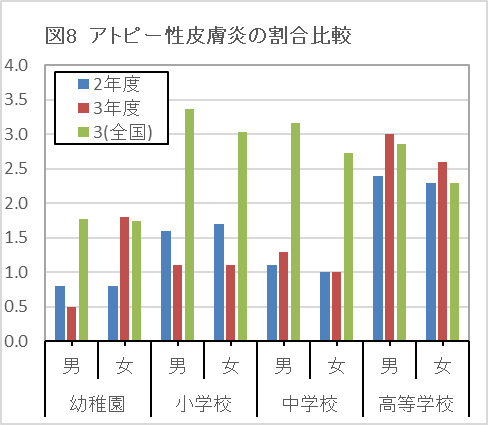 図8 アトピー性皮膚炎の割合比較
4.0
3.5
3.0
2.5
2.0
1.5
1.0
0.5
0.0
2年度
3年度
3(全国)
男 女 男 女 男 女 男 女
幼稚園 小学校 中学校 高等学校